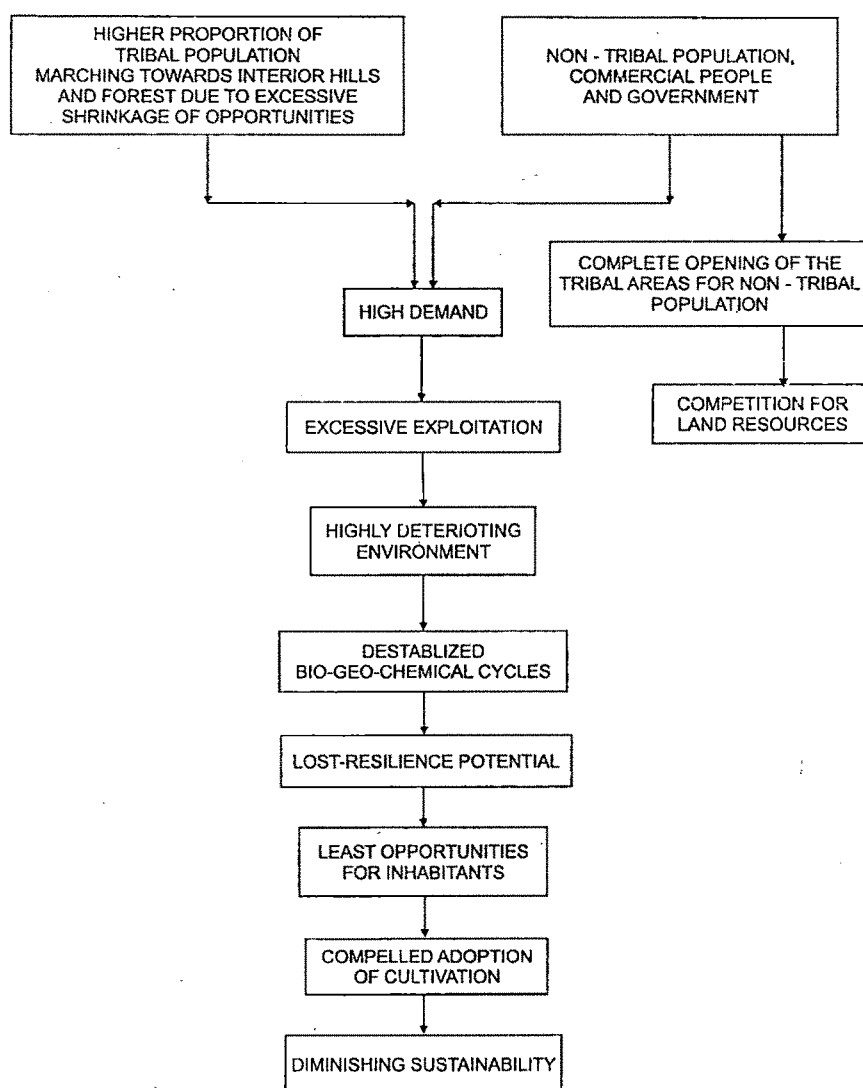 HIGHER PROPORTION OF
TRIBAL POPULATION
MARCHING TOWARDS INTERIOR HILLS
AND FOREST DUE TO EXCESSIVE
SHRINKAGE OF OPPORTUNITIES
NON - TRIBAL POPULATION,
COMMERCIAL PEOPLE
AND GOVERNMENT
COMPLETE OPENING OF THE
TRIBAL AREAS FOR NON - TRIBAL
POPULATION
HIGH DEMAND
COMPETITION FOR
LAND RESOURCES
EXCESSIVE EXPLOITATION
HIGHLY DETERIOTING
ENVIRONMENT
DESTABLIZED
BIO-GEO-CHEMICAL CYCLES
LOST-RESILIENCE POTENTIAL
LEAST OPPORTUNITIES
FOR INHABITANTS
COMPELLED ADOPTION
OF CULTIVATION
DIMINISHING SUSTAINABILITY